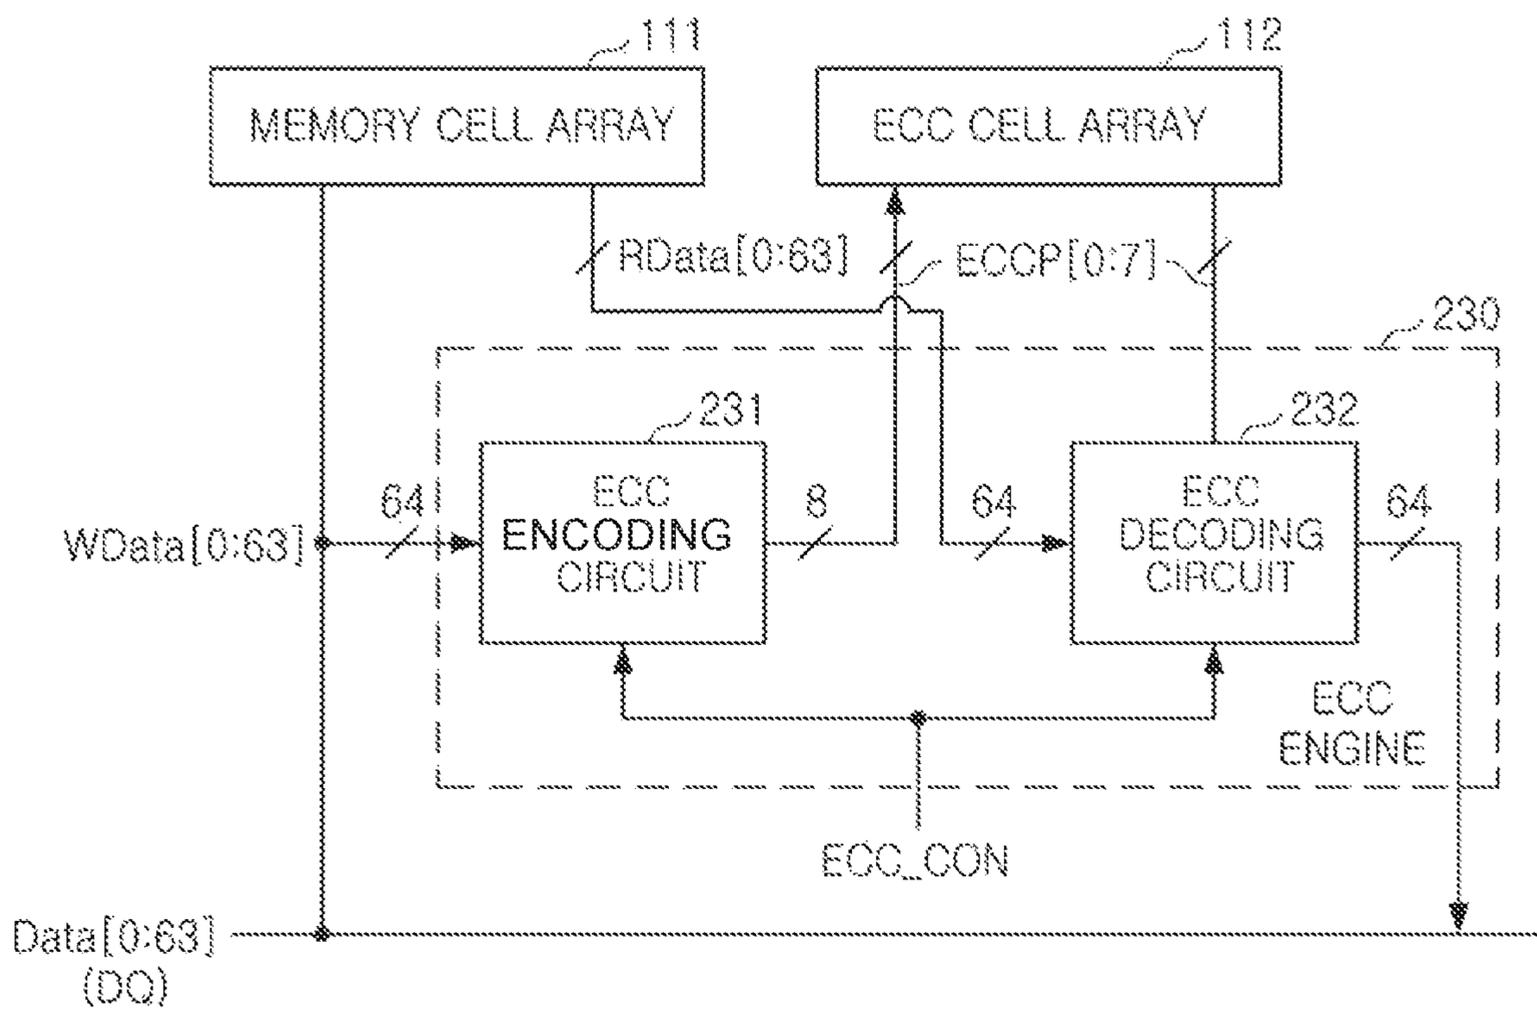 111
112
MEMORY CELL ARRAY
ECC CELL ARRAY
RData[0:63]
ECCP[0:7]
230
231
232
64
ECC
ENCODING
CIRCUIT
8
64
ECC
DECODING
CIRCUIT
64
WData[0:63]
ECC
ENGINE
ECC_CON
Data[0:63]
(DQ)